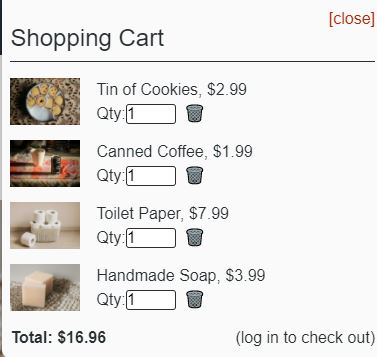 [close]
Shopping Cart
Tin of Cookies, $2.99
Qty:1
Canned Coffee, $1.99
Qty:1
Toilet Paper, $7.99
Qty:1
Handmade Soap, $3.99
Qty:1
Total: $16.96 (log in to check out)